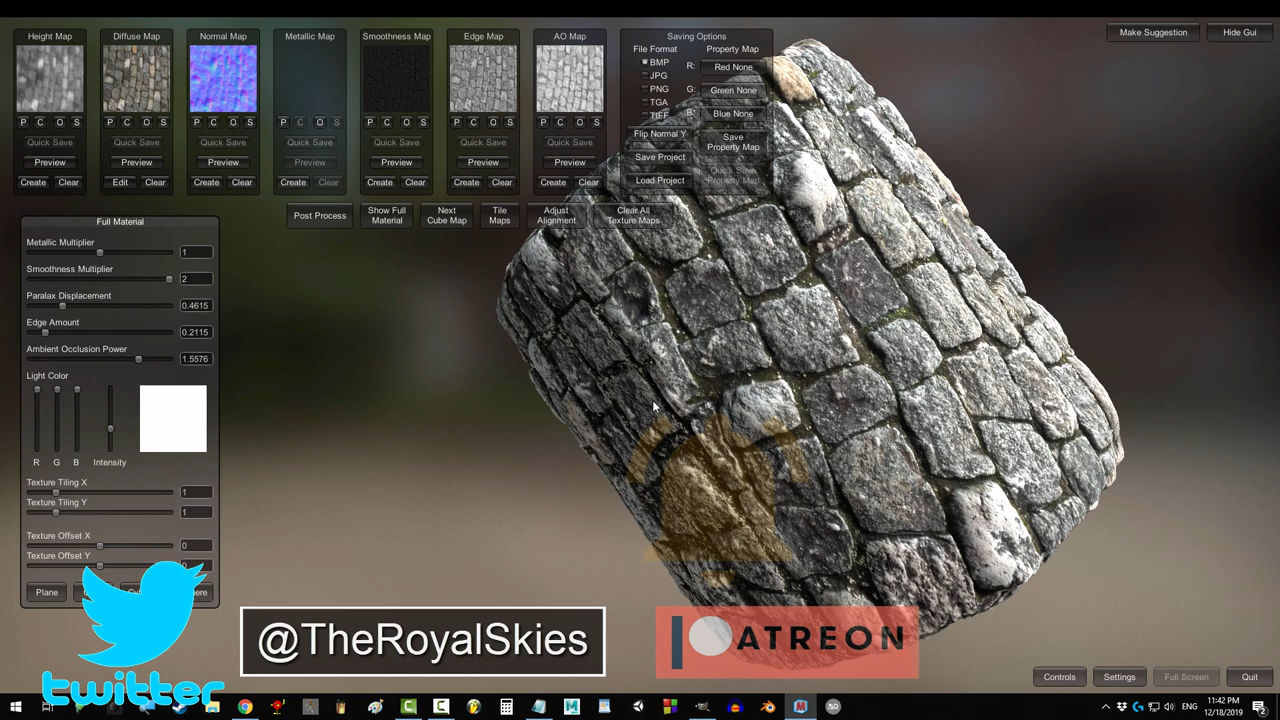 Height Map
Diffuse Map
Normal Map
Metallic Map
Smoothness Map
Edge Map
AO Map
Saving Options
Make Suggestion
Hide Gui
File Format
Property Map
BMP
R:
Red None
JPG
PNG
G:
Green None
TGA
B:
Blue None
TIFF
P C O S
P C O S
P C O S
P C O S
P C O S
P C O S
P C O S
Flip Normal Y
Save
Property Map
Quick Save
Quick Save
Quick Save
Quick Save
Quick Save
Quick Save
Quick Save
Save Project
Preview
Preview
Preview
Preview
Preview
Preview
Preview
Load Project
Quick Save
Property Map
Create Clear
Edit Clear
Create Clear
Create Clear
Create Clear
Create Clear
Create Clear
Post Process
Show Full
Material
Next
Cube Map
Tile
Maps
Adjust
Alignment
Clear All
Texture Maps
Full Material
Metallic Multiplier
1
Smoothness Multiplier
2
Paralax Displacement
0.4615
Edge Amount
0.2115
Ambient Occlusion Power
1.5576
Light Color
R G B Intensity
Texture Tiling X
1
Texture Tiling Y
1
Texture Offset X
0
Texture Offset Y
Plane
twitter
@TheRoyalSkies
PATREON
Controls
Settings
Full Screen
Quit
ENG
11:42 PM
12/18/2019
2